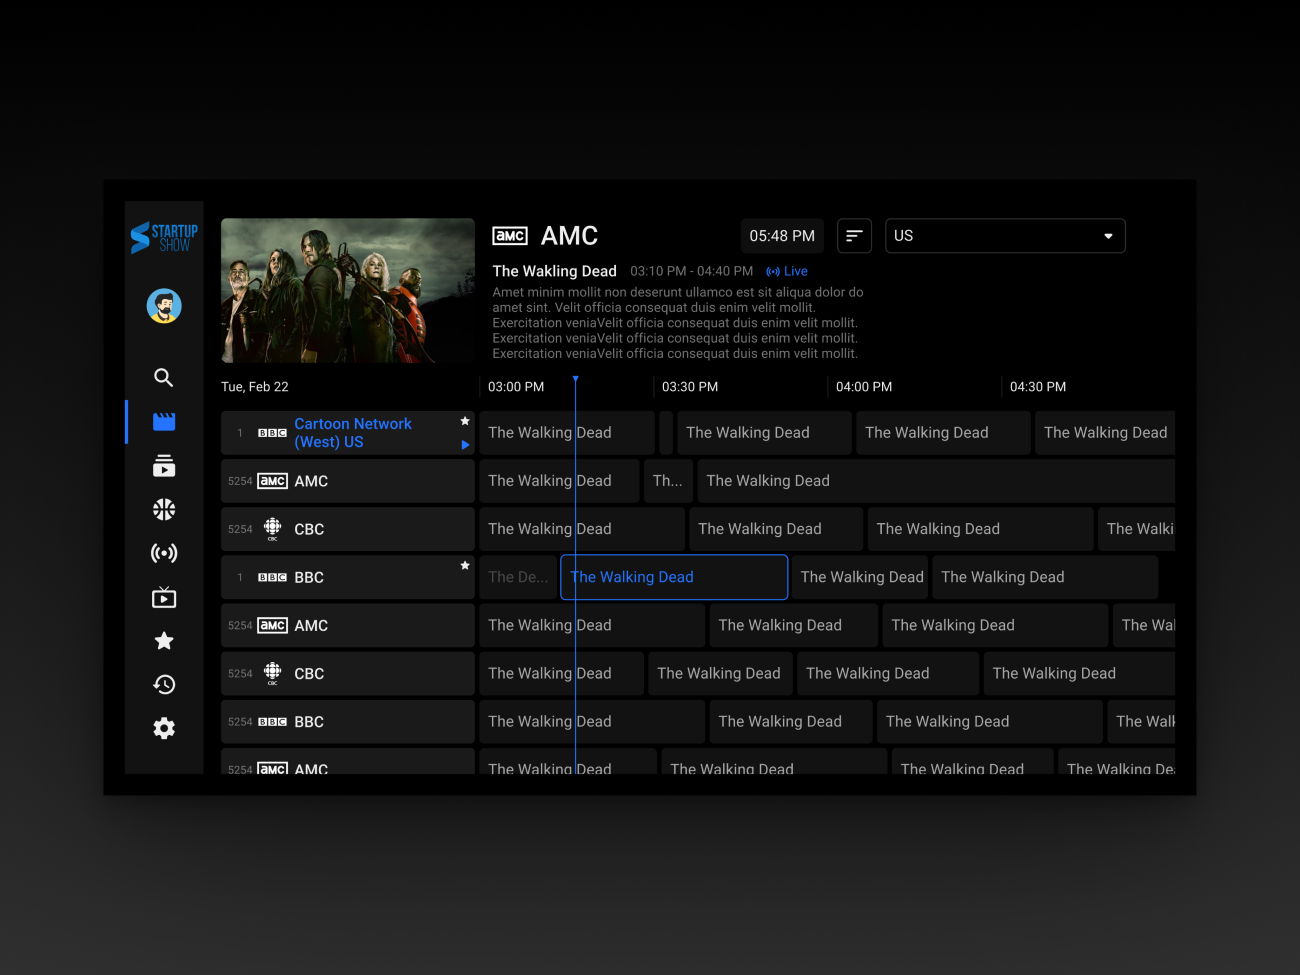 STARTUP
SHOW
amc AMC
05:48 PM
US
The Wakling Dead 03:10 PM - 04:40 PM Live
Amet minim mollit non deserunt ullamco est sit aliqua dolor do
amet sint. Velit officia consequat duis enim velit mollit.
Exercitation veniaVelit officia consequat duis enim velit mollit.
Exercitation veniaVelit officia consequat duis enim velit mollit.
Exercitation veniaVelit officia consequat duis enim velit mollit.
Tue, Feb 22 03:00 PM 03:30 PM 04:00 PM 04:30 PM
1 BBC Cartoon Network
(West) US
The Walking Dead The Walking Dead The Walking Dead The Walking Dead
5254 amc AMC The Walking Dead Th... The Walking Dead
5254 CBC CBC The Walking Dead The Walking Dead The Walking Dead The Walki
1 BBC BBC The De... The Walking Dead The Walking Dead The Walking Dead
5254 amc AMC The Walking Dead The Walking Dead The Walking Dead The Wal
5254 CBC CBC The Walking Dead The Walking Dead The Walking Dead The Walking Dead
5254 BBC BBC The Walking Dead The Walking Dead The Walking Dead The Walk
5254 amc AMC The Walking Dead The Walking Dead The Walking Dead The Walking De